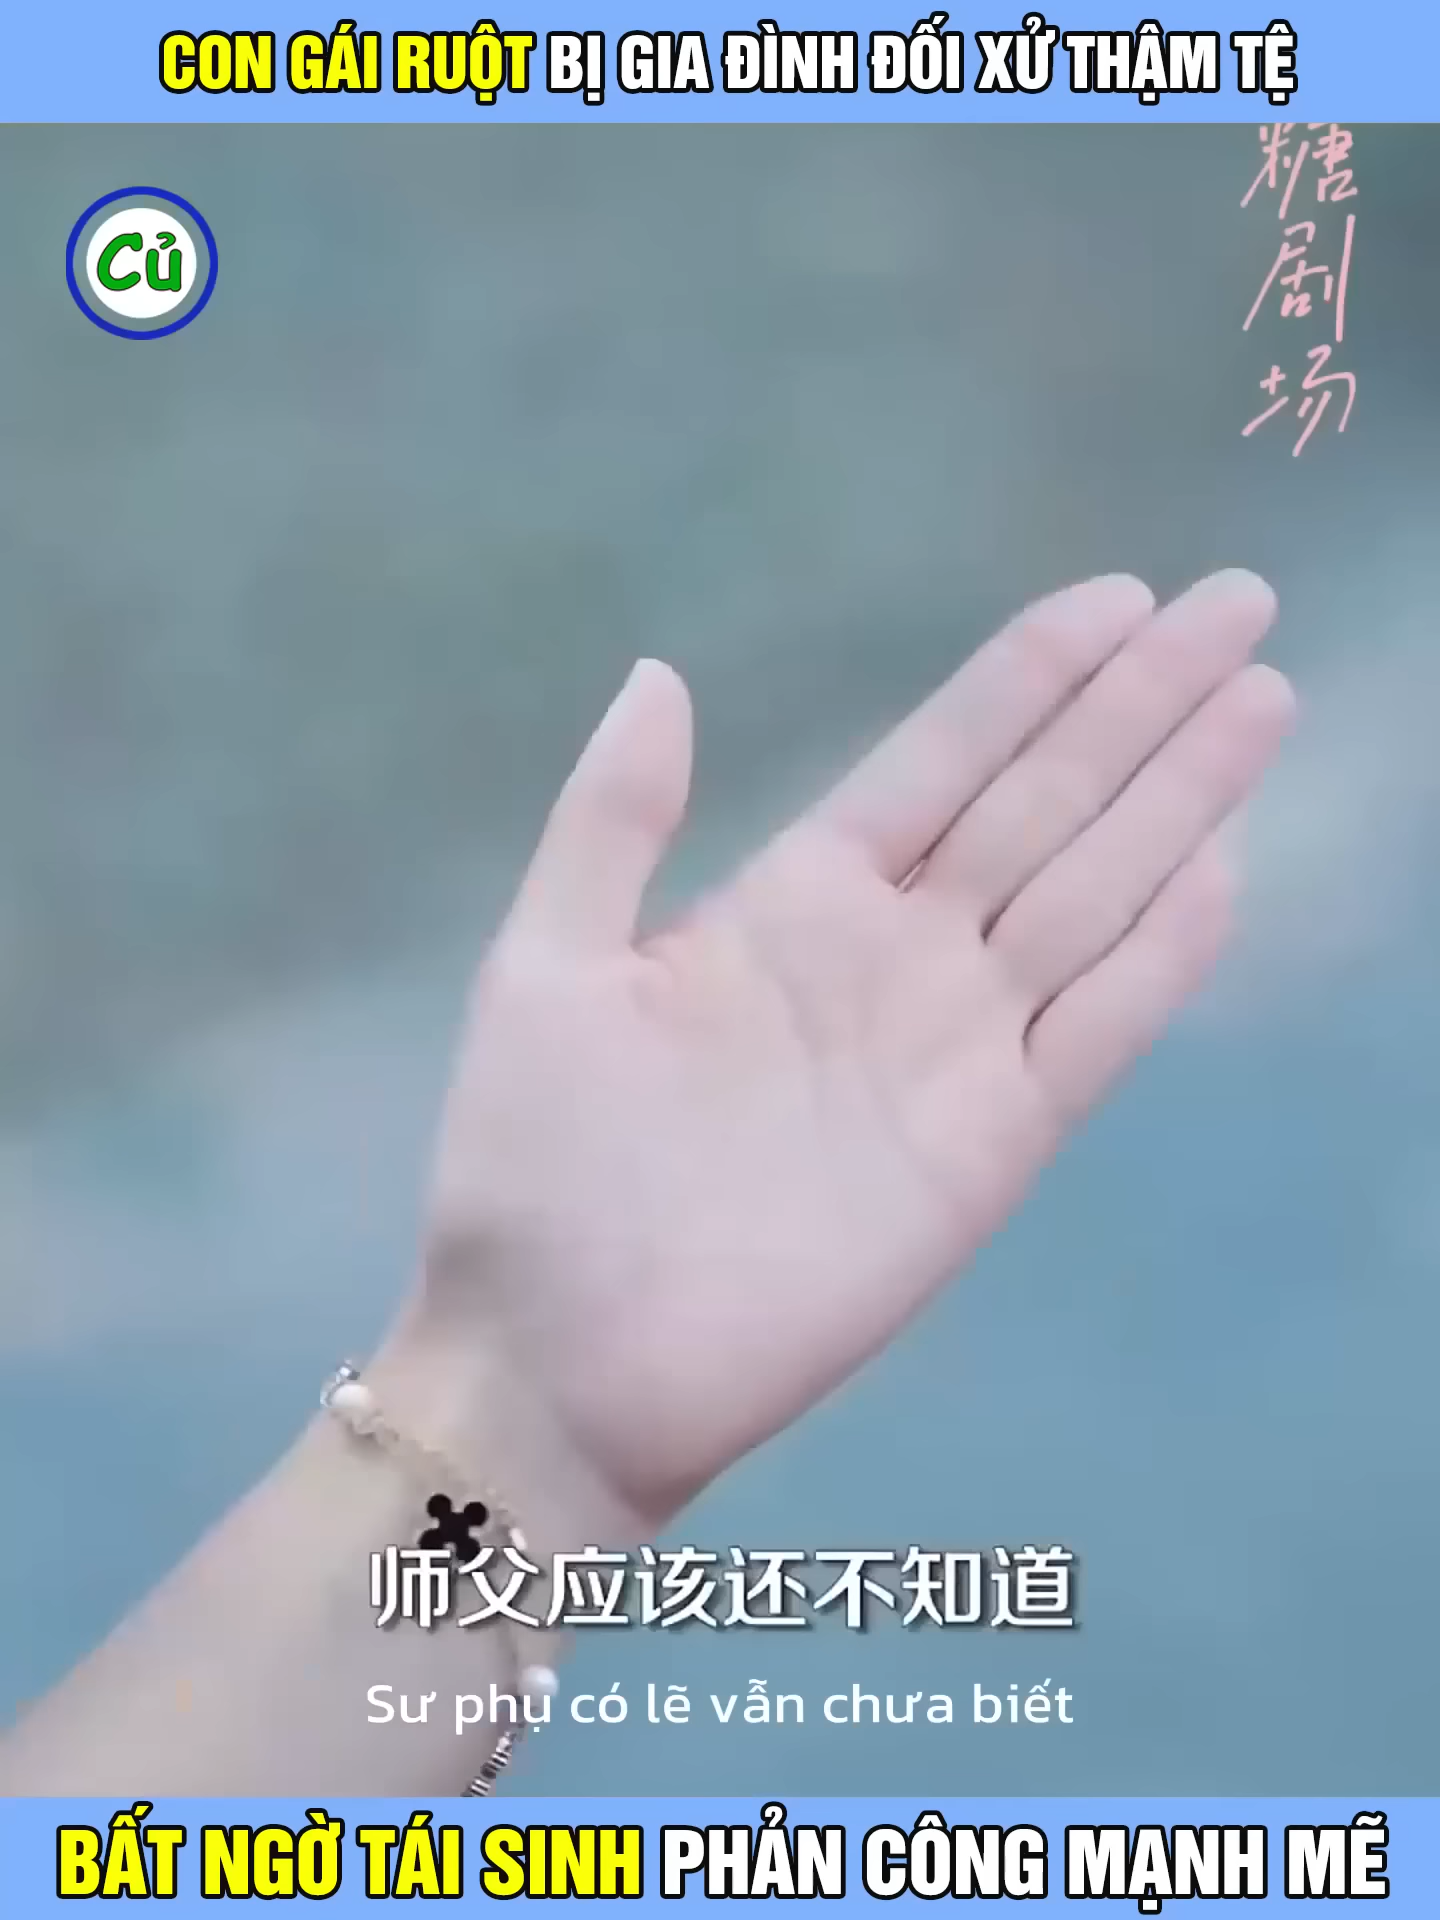 CON GÁI RUỘT BỊ GIA ĐÌNH ĐỐI XỬ THẬM TỆ
Củ
糖剧场
师父应该还不知道
Sư phụ có lẽ vẫn chưa biết
BẤT NGỜ TÁI SINH PHẢN CÔNG MẠNH MẼ